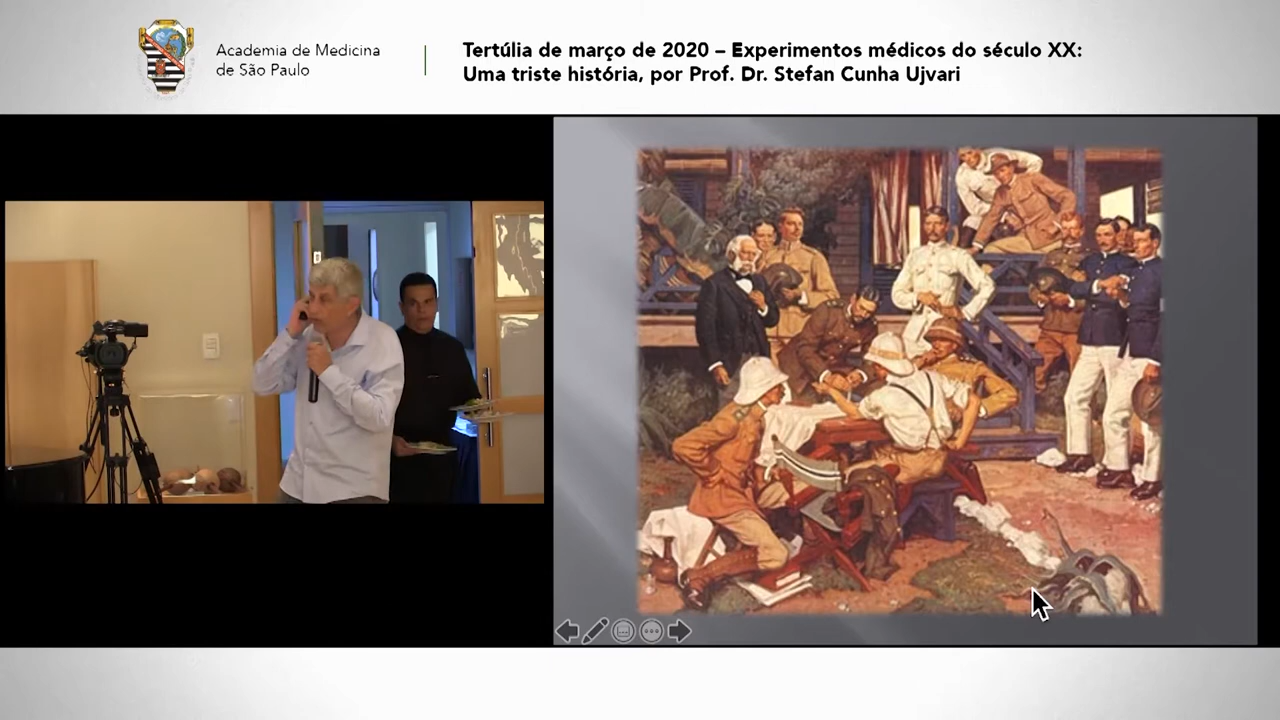 Academia de Medicina
de São Paulo
Tertúlia de março de 2020 – Experimentos médicos do século XX:
Uma triste história, por Prof. Dr. Stefan Cunha Ujvari